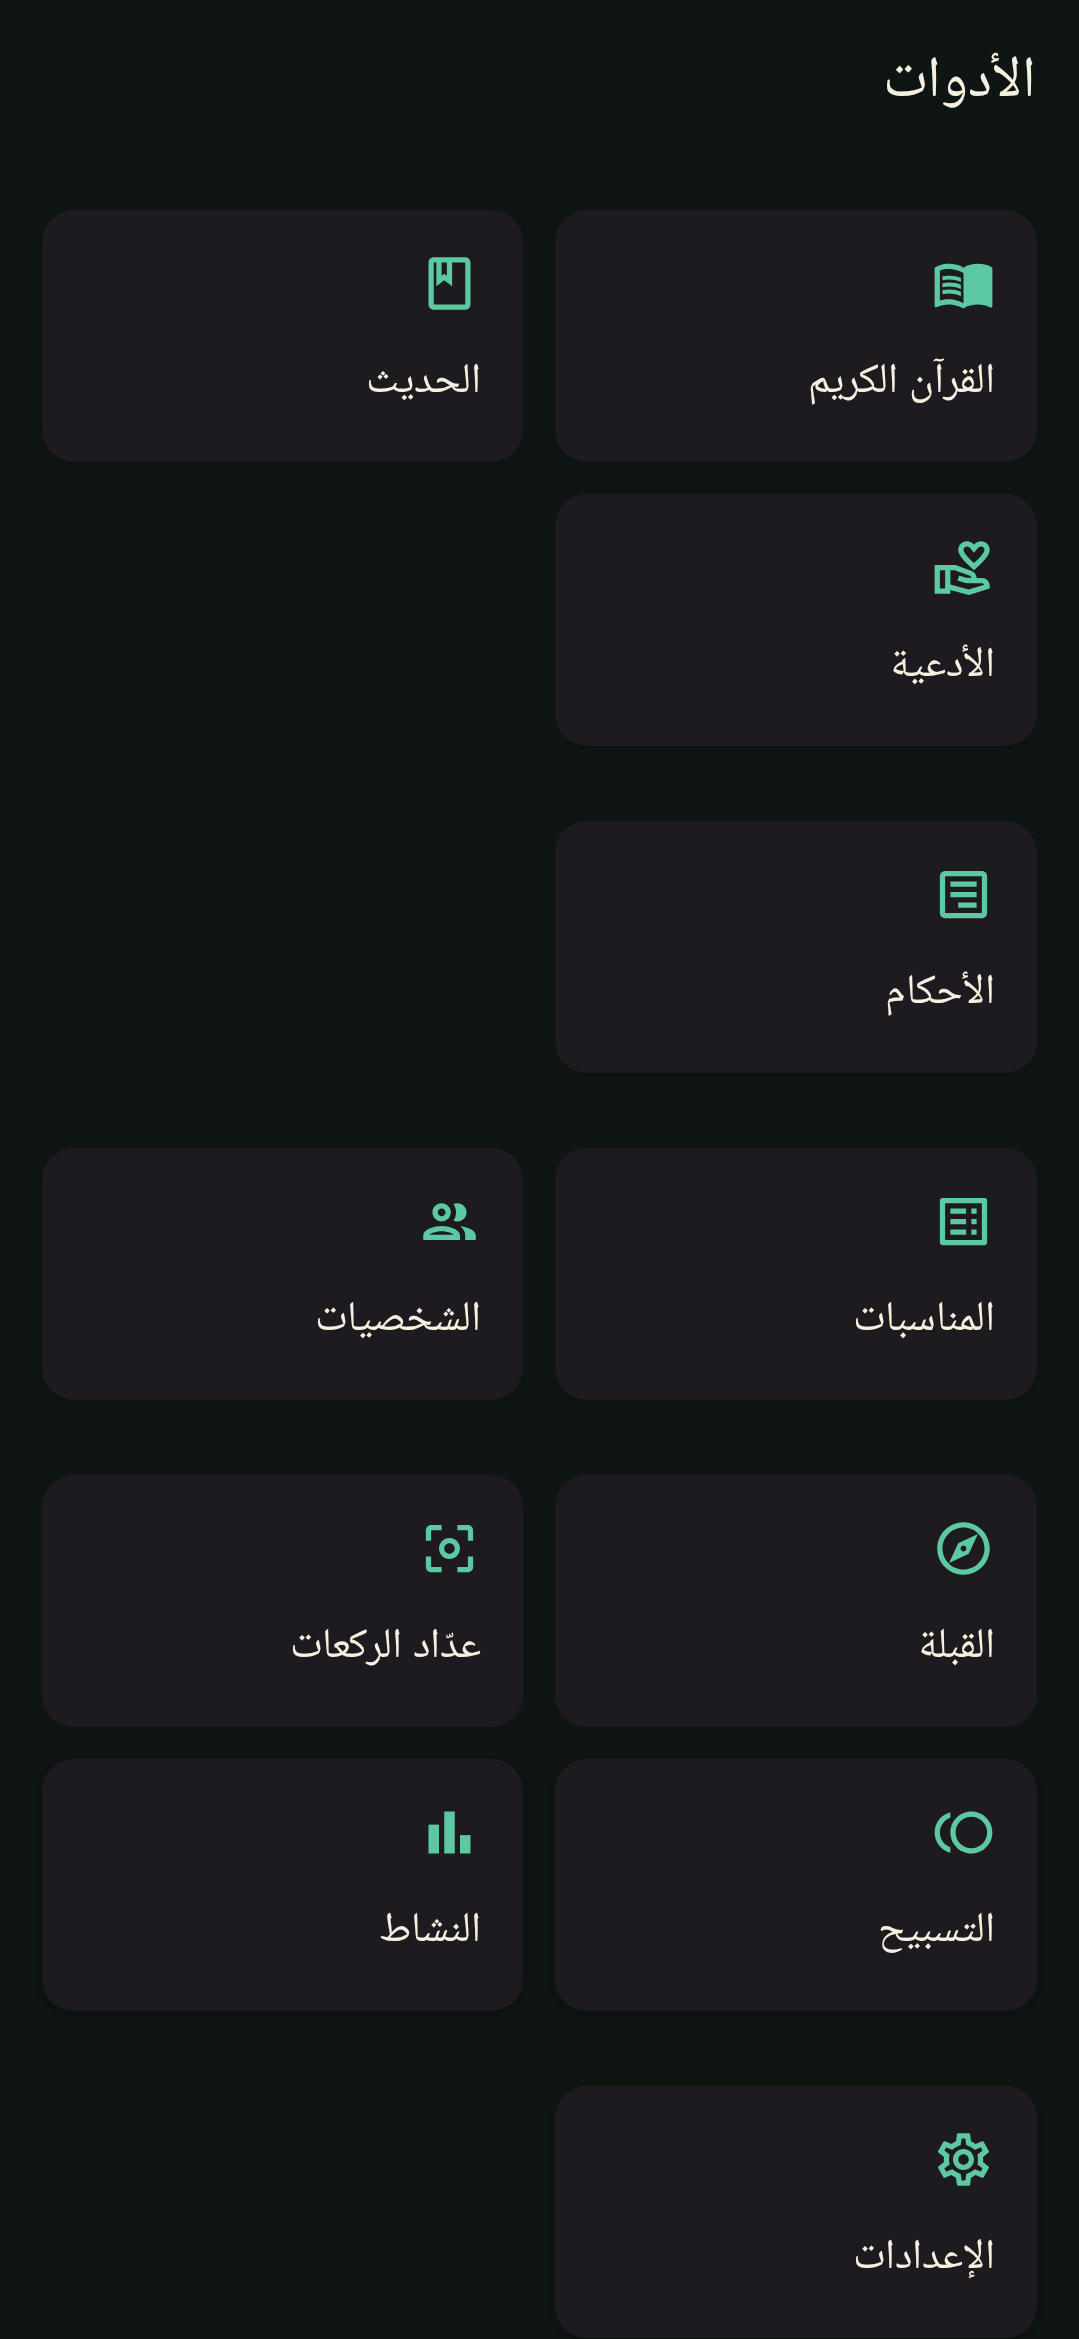 الأدوات
القرآن الكريم
الحديث
الأدعية
الأحكام
المناسبات
الشخصيات
القبلة
عدّاد الركعات
التسبيح
النشاط
الإعدادات